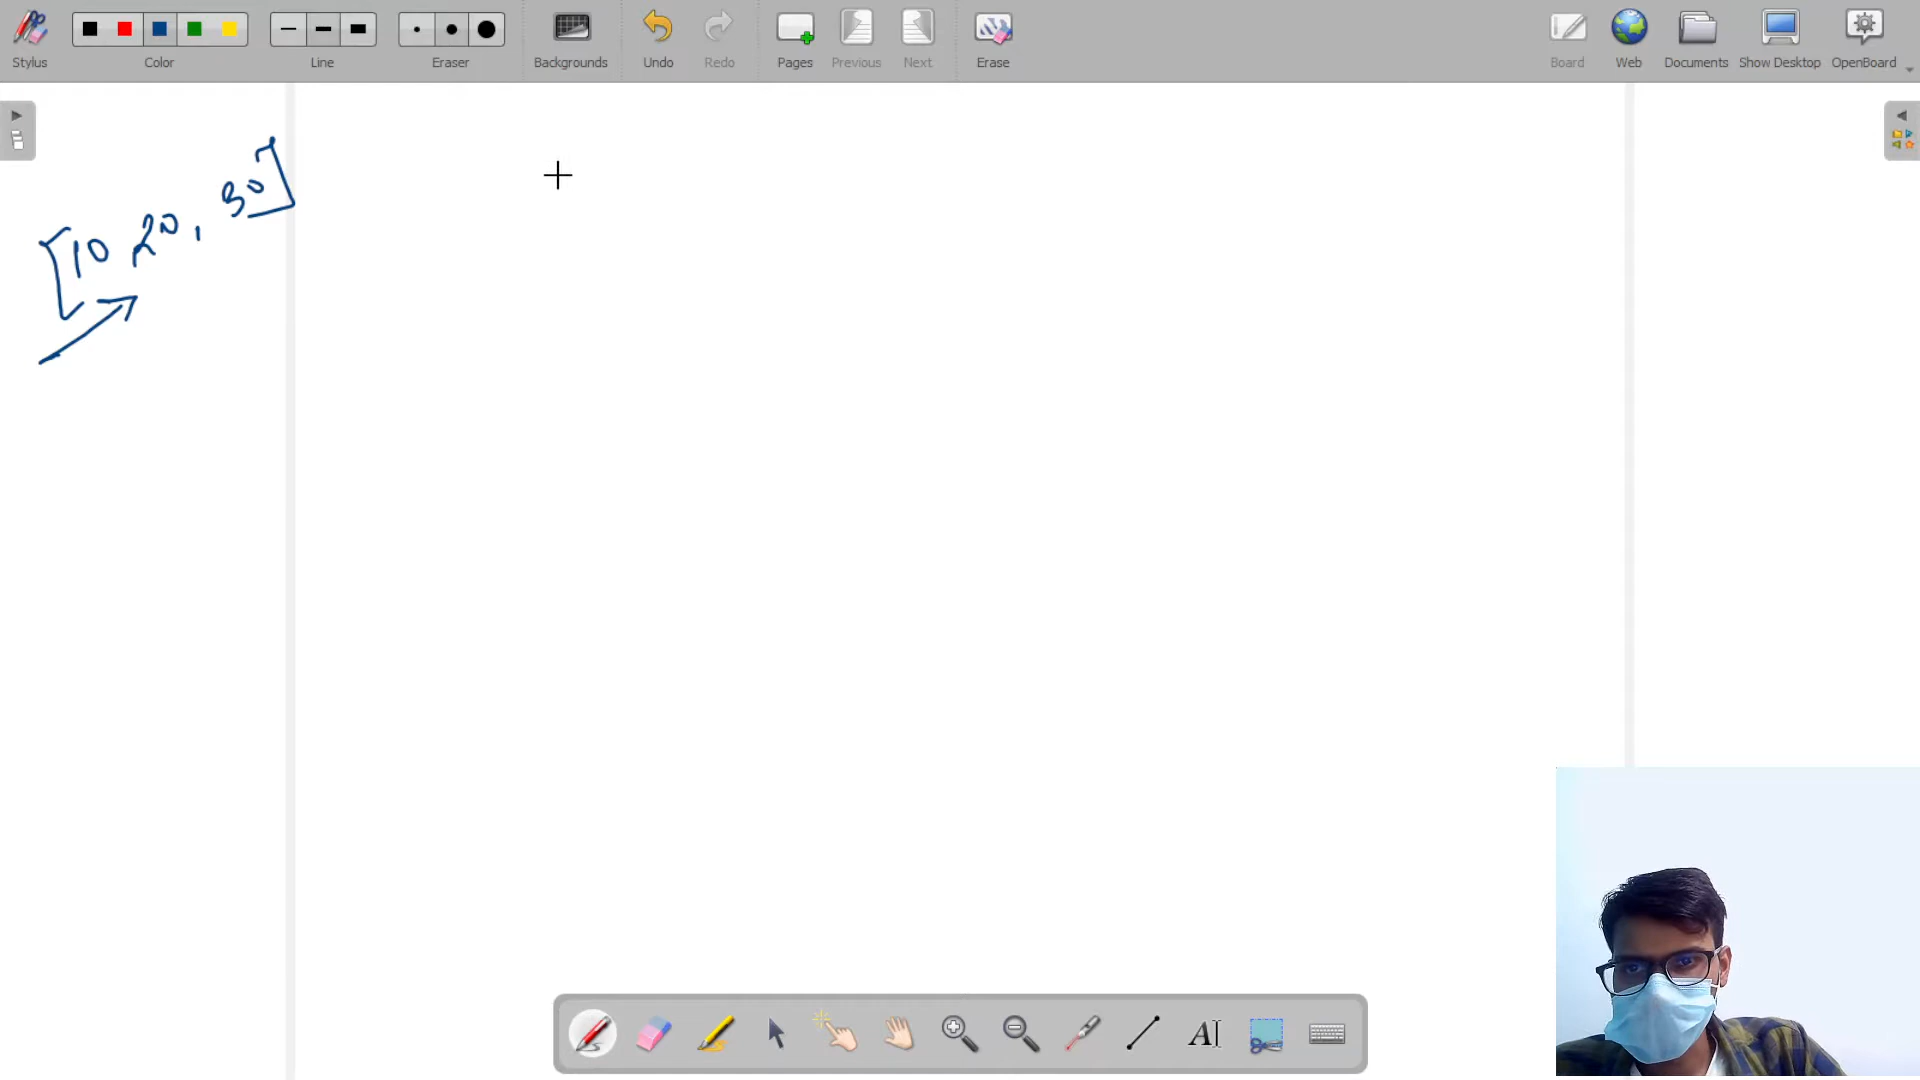 Stylus
Color
Line
Eraser
Backgrounds
Undo
Redo
Pages
Previous
Next
Erase
Board
Web
Documents
Show Desktop
OpenBoard
[10 20, 30]
A